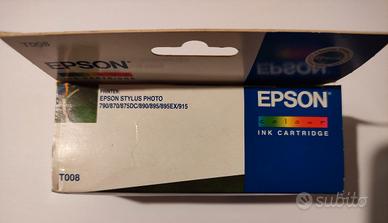 T008
EPSON
PRINTER:
EPSON STYLUS PHOTO
790/870/875DC/890/895/895EX/915
EPSON
colour
INK CARTRIDGE
T008
subito